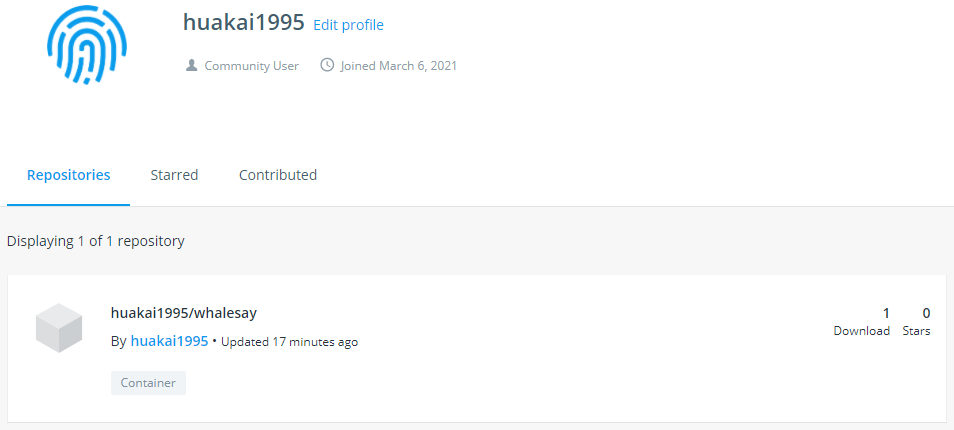 huakai1995 Edit profile
Community User Joined March 6, 2021
Repositories Starred Contributed
Displaying 1 of 1 repository
huakai1995/whalesay 1 0
Download Stars
By huakai1995 • Updated 17 minutes ago
Container